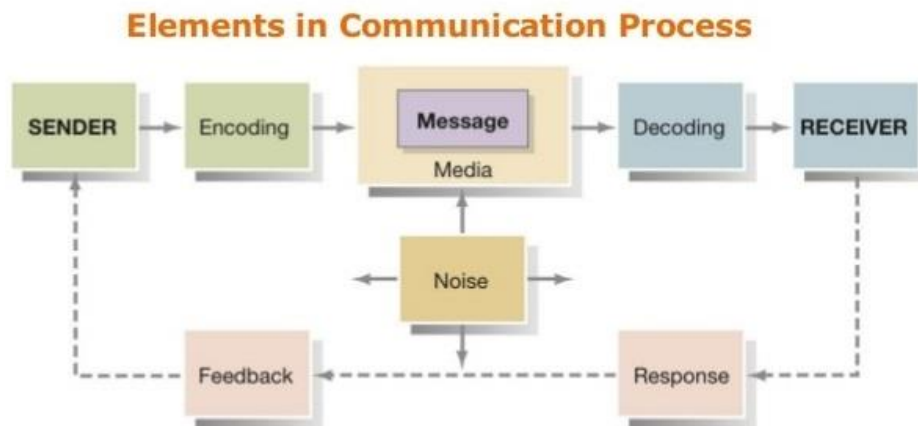 Elements in Communication Process
SENDER
Encoding
Message
Media
Decoding
RECEIVER
Noise
Feedback
Response